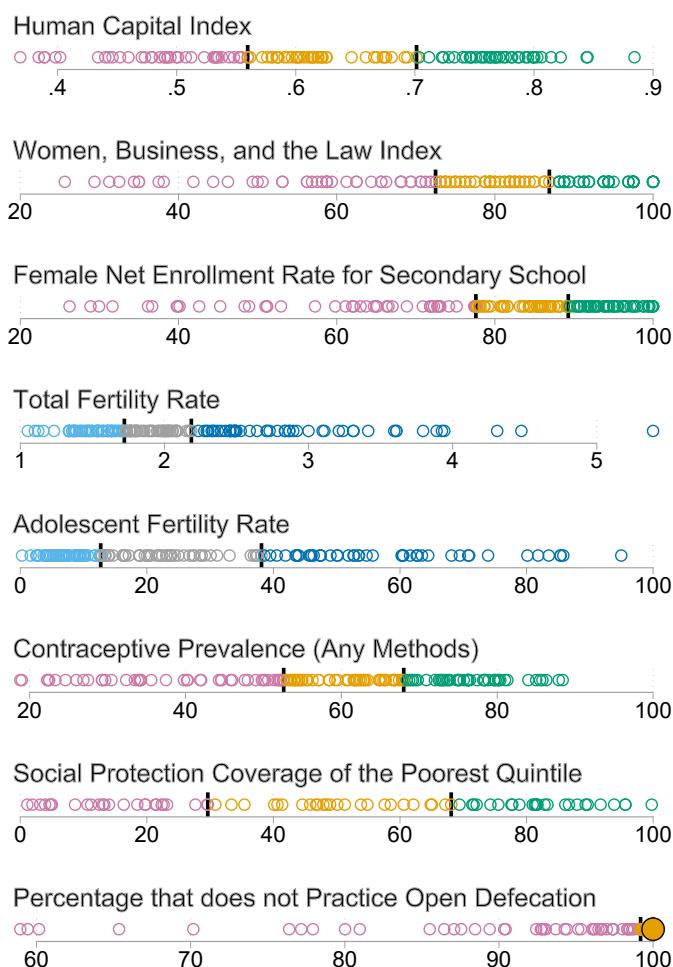 Human Capital Index
.4 .5 .6 .7 .8 .9
Women, Business, and the Law Index
20 40 60 80 100
Female Net Enrollment Rate for Secondary School
20 40 60 80 100
Total Fertility Rate
1 2 3 4 5
Adolescent Fertility Rate
0 20 40 60 80 100
Contraceptive Prevalence (Any Methods)
20 40 60 80 100
Social Protection Coverage of the Poorest Quintile
0 20 40 60 80 100
Percentage that does not Practice Open Defecation
60 70 80 90 100